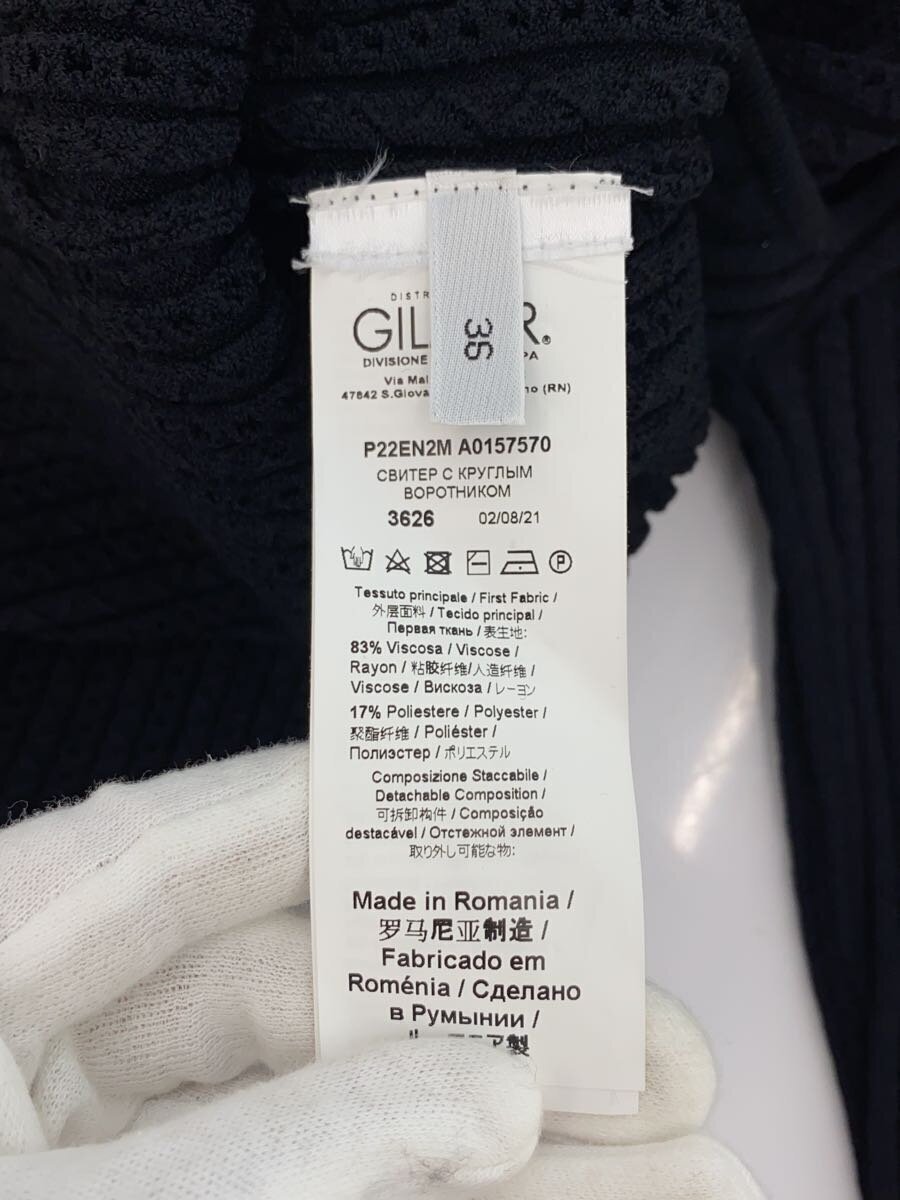 36
DISTR
GIL R.®
DIVISIONE PA
Via Mal
47842 S.Giova no (RN)
P22EN2M A0157570
СВИТЕР С КРУГЛЫМ
ВОРОТНИКОМ
3626 02/08/21
Tessuto principale / First Fabric /
外层面料 / Tecido principal /
Первая ткань / 表生地:
83% Viscosa / Viscose /
Rayon / 粘胶纤维/人造纤维 /
Viscose / Вискоза / レーヨン
17% Poliestere / Polyester /
聚酯纤维 / Poliéster /
Полиэстер / ポリエステル
Composizione Staccabile /
Detachable Composition /
可拆卸构件 / Composição
destacável / Отстежной элемент /
取り外し可能な物:
Made in Romania /
罗马尼亚制造 /
Fabricado em
Roménia / Сделано
в Румынии /
製